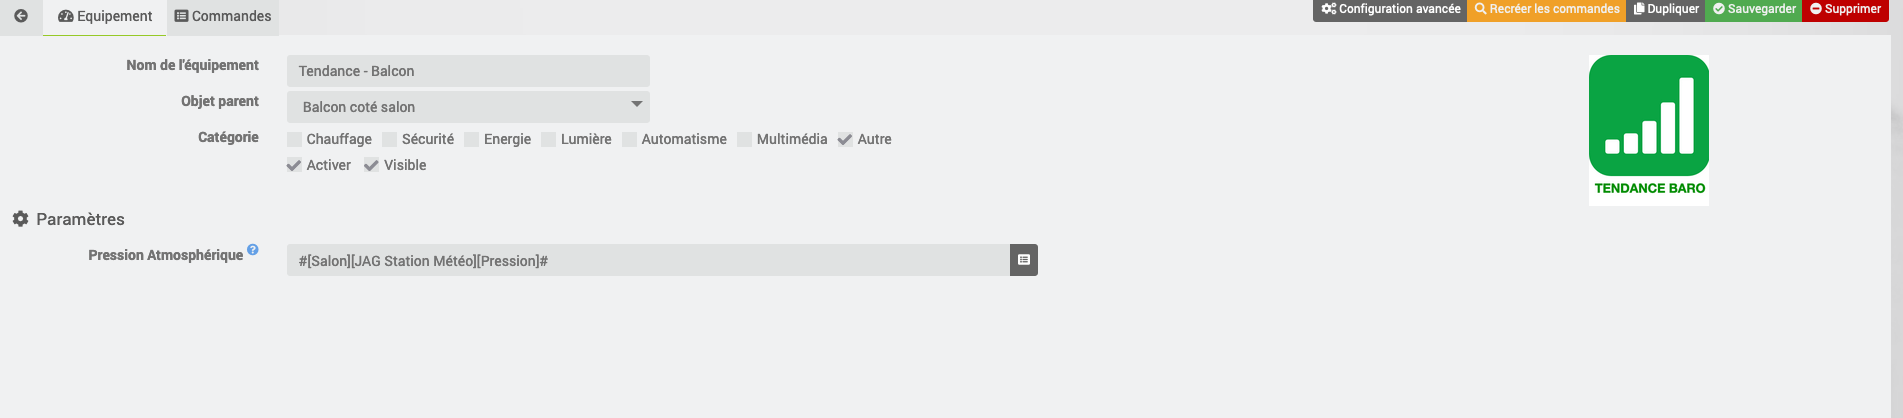 Equipement Commandes Configuration avancée Recréer les commandes Dupliquer Sauvegarder Supprimer
Nom de l'équipement Tendance - Balcon
Objet parent Balcon coté salon
Catégorie Chauffage Sécurité Energie Lumière Automatisme Multimédia Autre
Activer Visible
TENDANCE BARO
Paramètres
Pression Atmosphérique ? #[Salon][JAG Station Météo][Pression]#